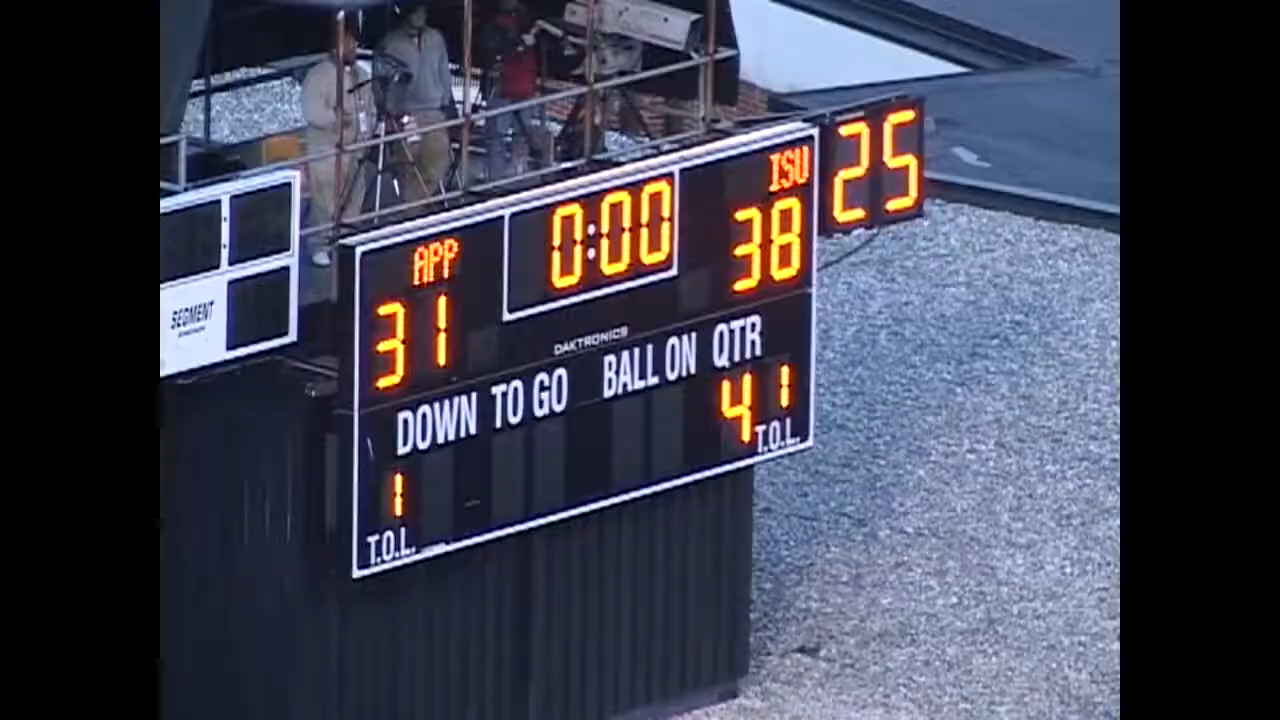 25
ISU
0:00
APP
38
31
DAKTRONICS
SEGMENT
DOWN TO GO BALL ON QTR
4 1
T.O.L.
1
T.O.L.